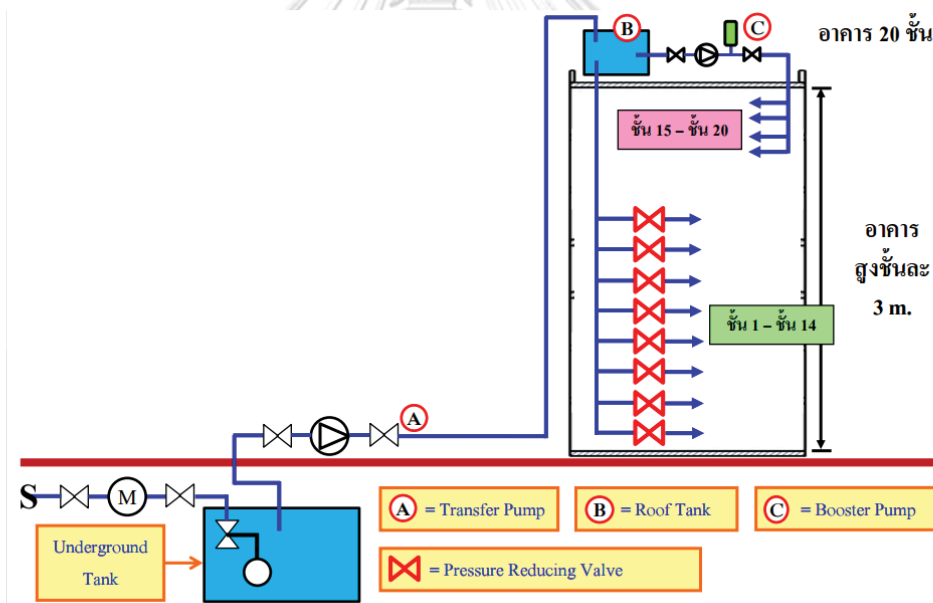 B
C
อาคาร 20 ชั้น
ชั้น 15 – ชั้น 20
อาคาร
สูงชั้นละ
3 m.
ชั้น 1 – ชั้น 14
A
S
M
A = Transfer Pump
B = Roof Tank
C = Booster Pump
Underground
Tank
= Pressure Reducing Valve